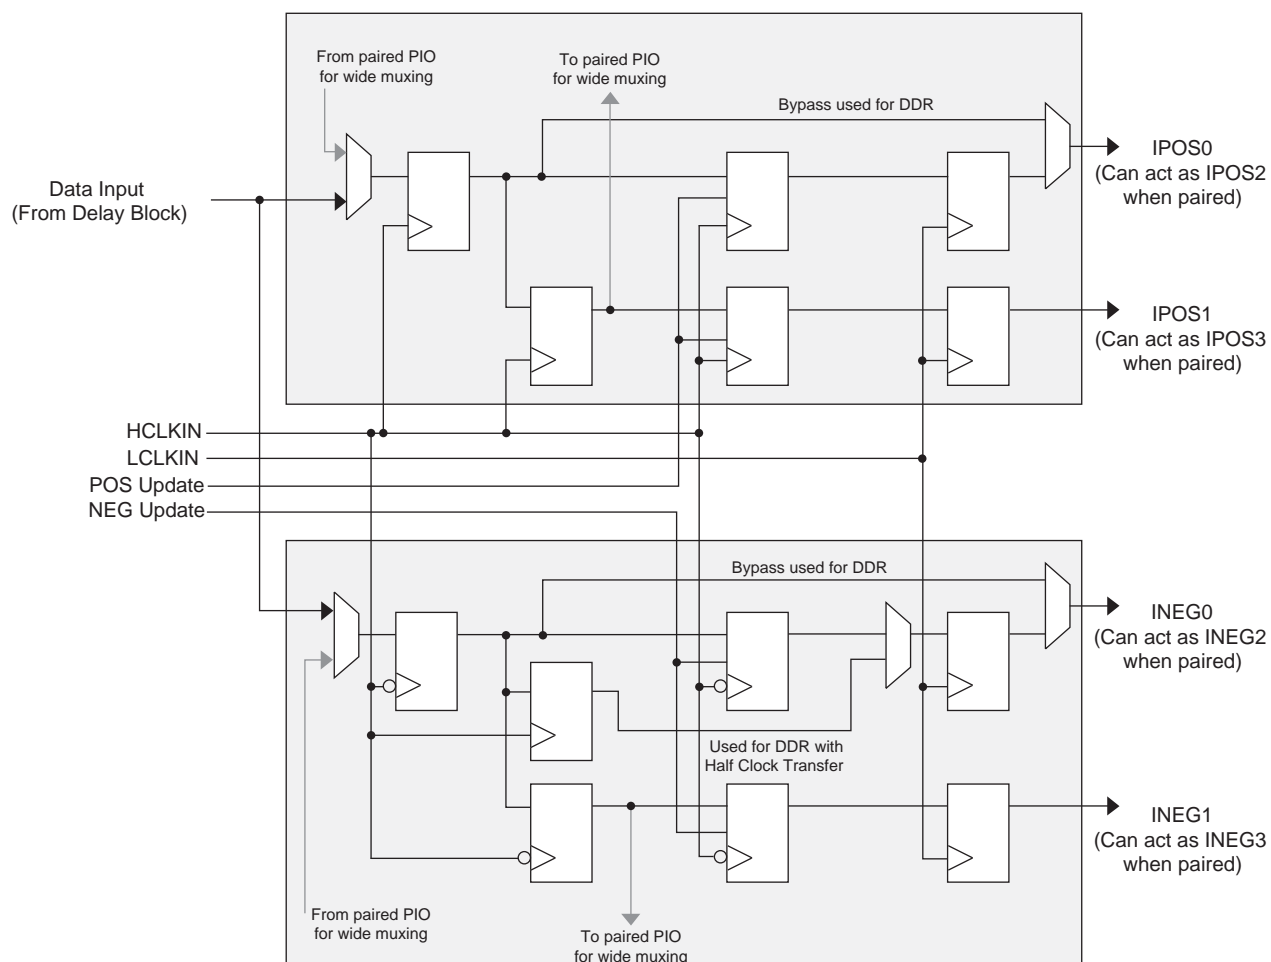 From paired PIO
for wide muxing
To paired PIO
for wide muxing
Bypass used for DDR
Data Input
(From Delay Block)
IPOS0
(Can act as IPOS2
when paired)
IPOS1
(Can act as IPOS3
when paired)
HCLKIN
LCLKIN
POS Update
NEG Update
Bypass used for DDR
INEG0
(Can act as INEG2
when paired)
Used for DDR with
Half Clock Transfer
INEG1
(Can act as INEG3
when paired)
From paired PIO
for wide muxing
To paired PIO
for wide muxing